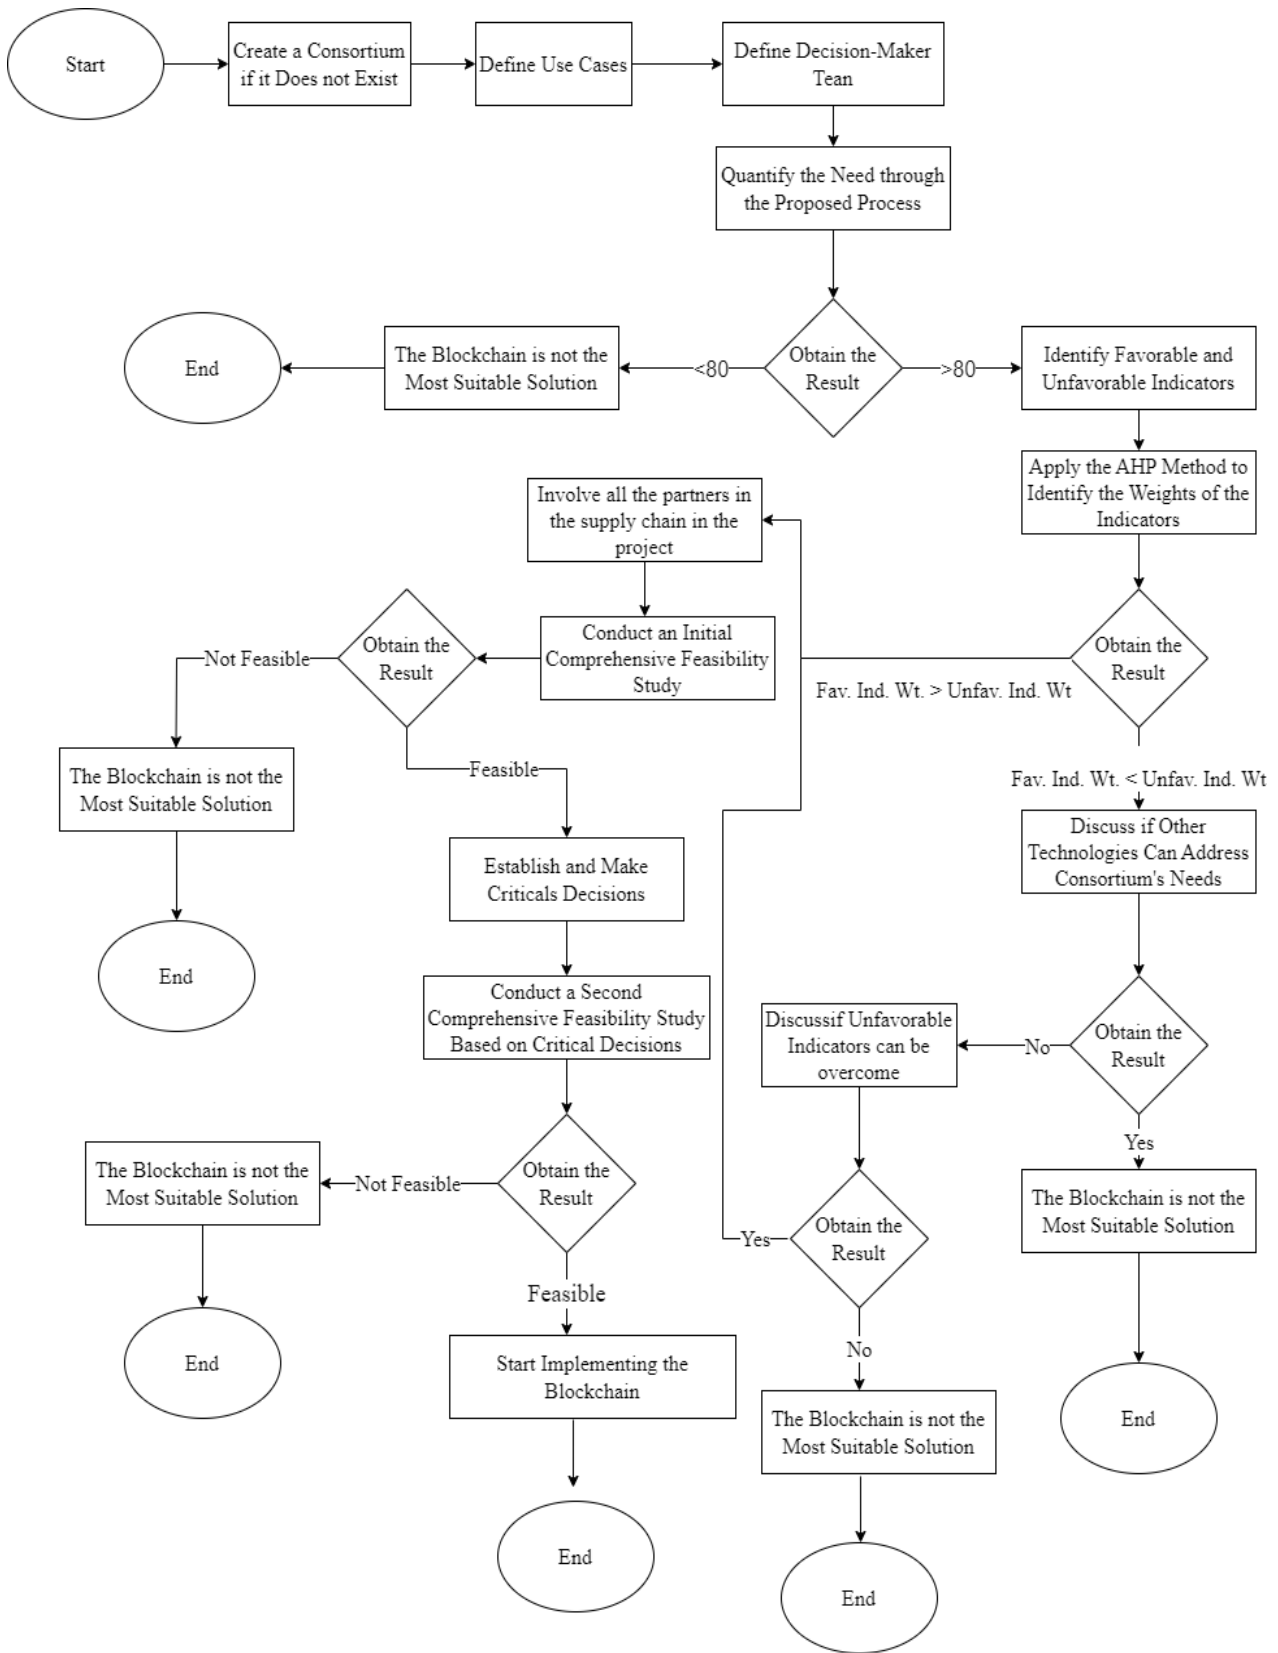 Start
Create a Consortium
if it Does not Exist
Define Use Cases
Define Decision-Maker
Tean
Quantify the Need through
the Proposed Process
End
The Blockchain is not the
Most Suitable Solution
<80
Obtain the
Result
>80
Identify Favorable and
Unfavorable Indicators
Apply the AHP Method to
Identify the Weights of the
Indicators
Involve all the partners in
the supply chain in the
project
Not Feasible
Obtain the
Result
Conduct an Initial
Comprehensive Feasibility
Study
Obtain the
Result
Fav. Ind. Wt. > Unfav. Ind. Wt
The Blockchain is not the
Most Suitable Solution
Feasible
Fav. Ind. Wt. < Unfav. Ind. Wt
Establish and Make
Criticals Decisions
Discuss if Other
Technologies Can Address
Consortium's Needs
End
Conduct a Second
Comprehensive Feasibility Study
Based on Critical Decisions
Discussif Unfavorable
Indicators can be
overcome
No
Obtain the
Result
Yes
The Blockchain is not the
Most Suitable Solution
Not Feasible
Obtain the
Result
Yes
Obtain the
Result
The Blockchain is not the
Most Suitable Solution
Feasible
No
End
Start Implementing the
Blockchain
The Blockchain is not the
Most Suitable Solution
End
End
End